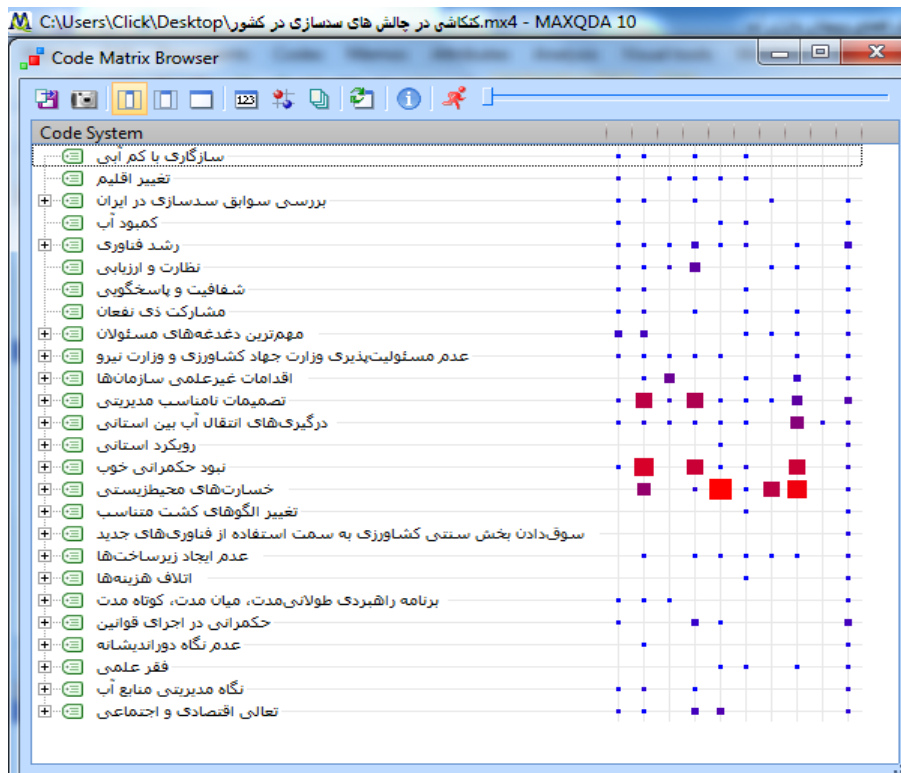 C:\Users\Click\Desktop\کنکاشی در چالش های سدسازی در کشور.mx4 - MAXQDA 10
Code Matrix Browser
123
Code System
سازگاری با کم آبی
تغییر اقلیم
بررسی سوابق سدسازی در ایران
کمبود آب
رشد فناوری
نظارت و ارزیابی
شفافیت و پاسخگویی
مشارکت ذی نفعان
مهم‌ترین دغدغه‌های مسئولان
عدم مسئولیت‌پذیری وزارت جهاد کشاورزی و وزارت نیرو
اقدامات غیرعلمی سازمان‌ها
تصمیمات نامناسب مدیریتی
درگیری‌های انتقال آب بین استانی
رویکرد استانی
نبود حکمرانی خوب
خسارت‌های محیط‌زیستی
تغییر الگوهای کشت متناسب
سوق‌دادن بخش سنتی کشاورزی به سمت استفاده از فناوری‌های جدید
عدم ایجاد زیرساخت‌ها
اتلاف هزینه‌ها
برنامه راهبردی طولانی‌مدت، میان مدت، کوتاه مدت
حکمرانی در اجرای قوانین
عدم نگاه دوراندیشانه
فقر علمی
نگاه مدیریتی منابع آب
تعالی اقتصادی و اجتماعی